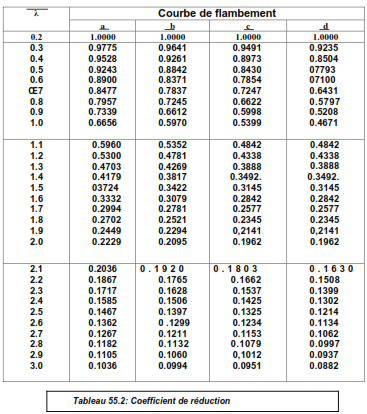 λ Courbe de flambement
a b c d
0.2 1.0000 1.0000 1.0000 1.0000
0.3 0.9775 0.9641 0.9491 0.9235
0.4 0.9528 0.9261 0.8973 0.8504
0.5 0.9243 0.8842 0.8430 07793
0.6 0.8900 0.8371 0.7854 07100
Œ7 0.8477 0.7837 0.7247 0.6431
0.8 0.7957 0.7245 0.6622 0.5797
0.9 0.7339 0.6612 0.5998 0.5208
1.0 0.6656 0.5970 0.5399 0.4671
1.1 0.5960 0.5352 0.4842 0.4842
1.2 0.5300 0.4781 0.4338 0.4338
1.3 0.4703 0.4269 0.3888 0.3888
1.4 0.4179 0.3817 0.3492. 0.3492.
1.5 03724 0.3422 0.3145 0.3145
1.6 0.3332 0.3079 0.2842 0.2842
1.7 0.2994 0.2781 0.2577 0.2577
1.8 0.2702 0.2521 0.2345 0.2345
1.9 0.2449 0.2294 0,2141 0.2141
2.0 0.2229 0.2095 0.1962 0.1962
2.1 0.2036 0.1920 0.1803 0.1630
2.2 0.1867 0.1765 0.1662 0.1508
2.3 0.1717 0.1628 0.1537 0.1399
2.4 0.1585 0.1506 0.1425 0.1302
2.5 0.1467 0.1397 0.1325 0.1214
2.6 0.1362 0.1299 0.1234 0.1134
2.7 0.1267 0.1211 0.1153 0.1062
2.8 0.1182 0.1132 0.1079 0.0997
2.9 0.1105 0.1060 0,1012 0.0937
3.0 0.1036 0.0994 0.0951 0.0882
Tableau 55.2: Coefficient de réduction